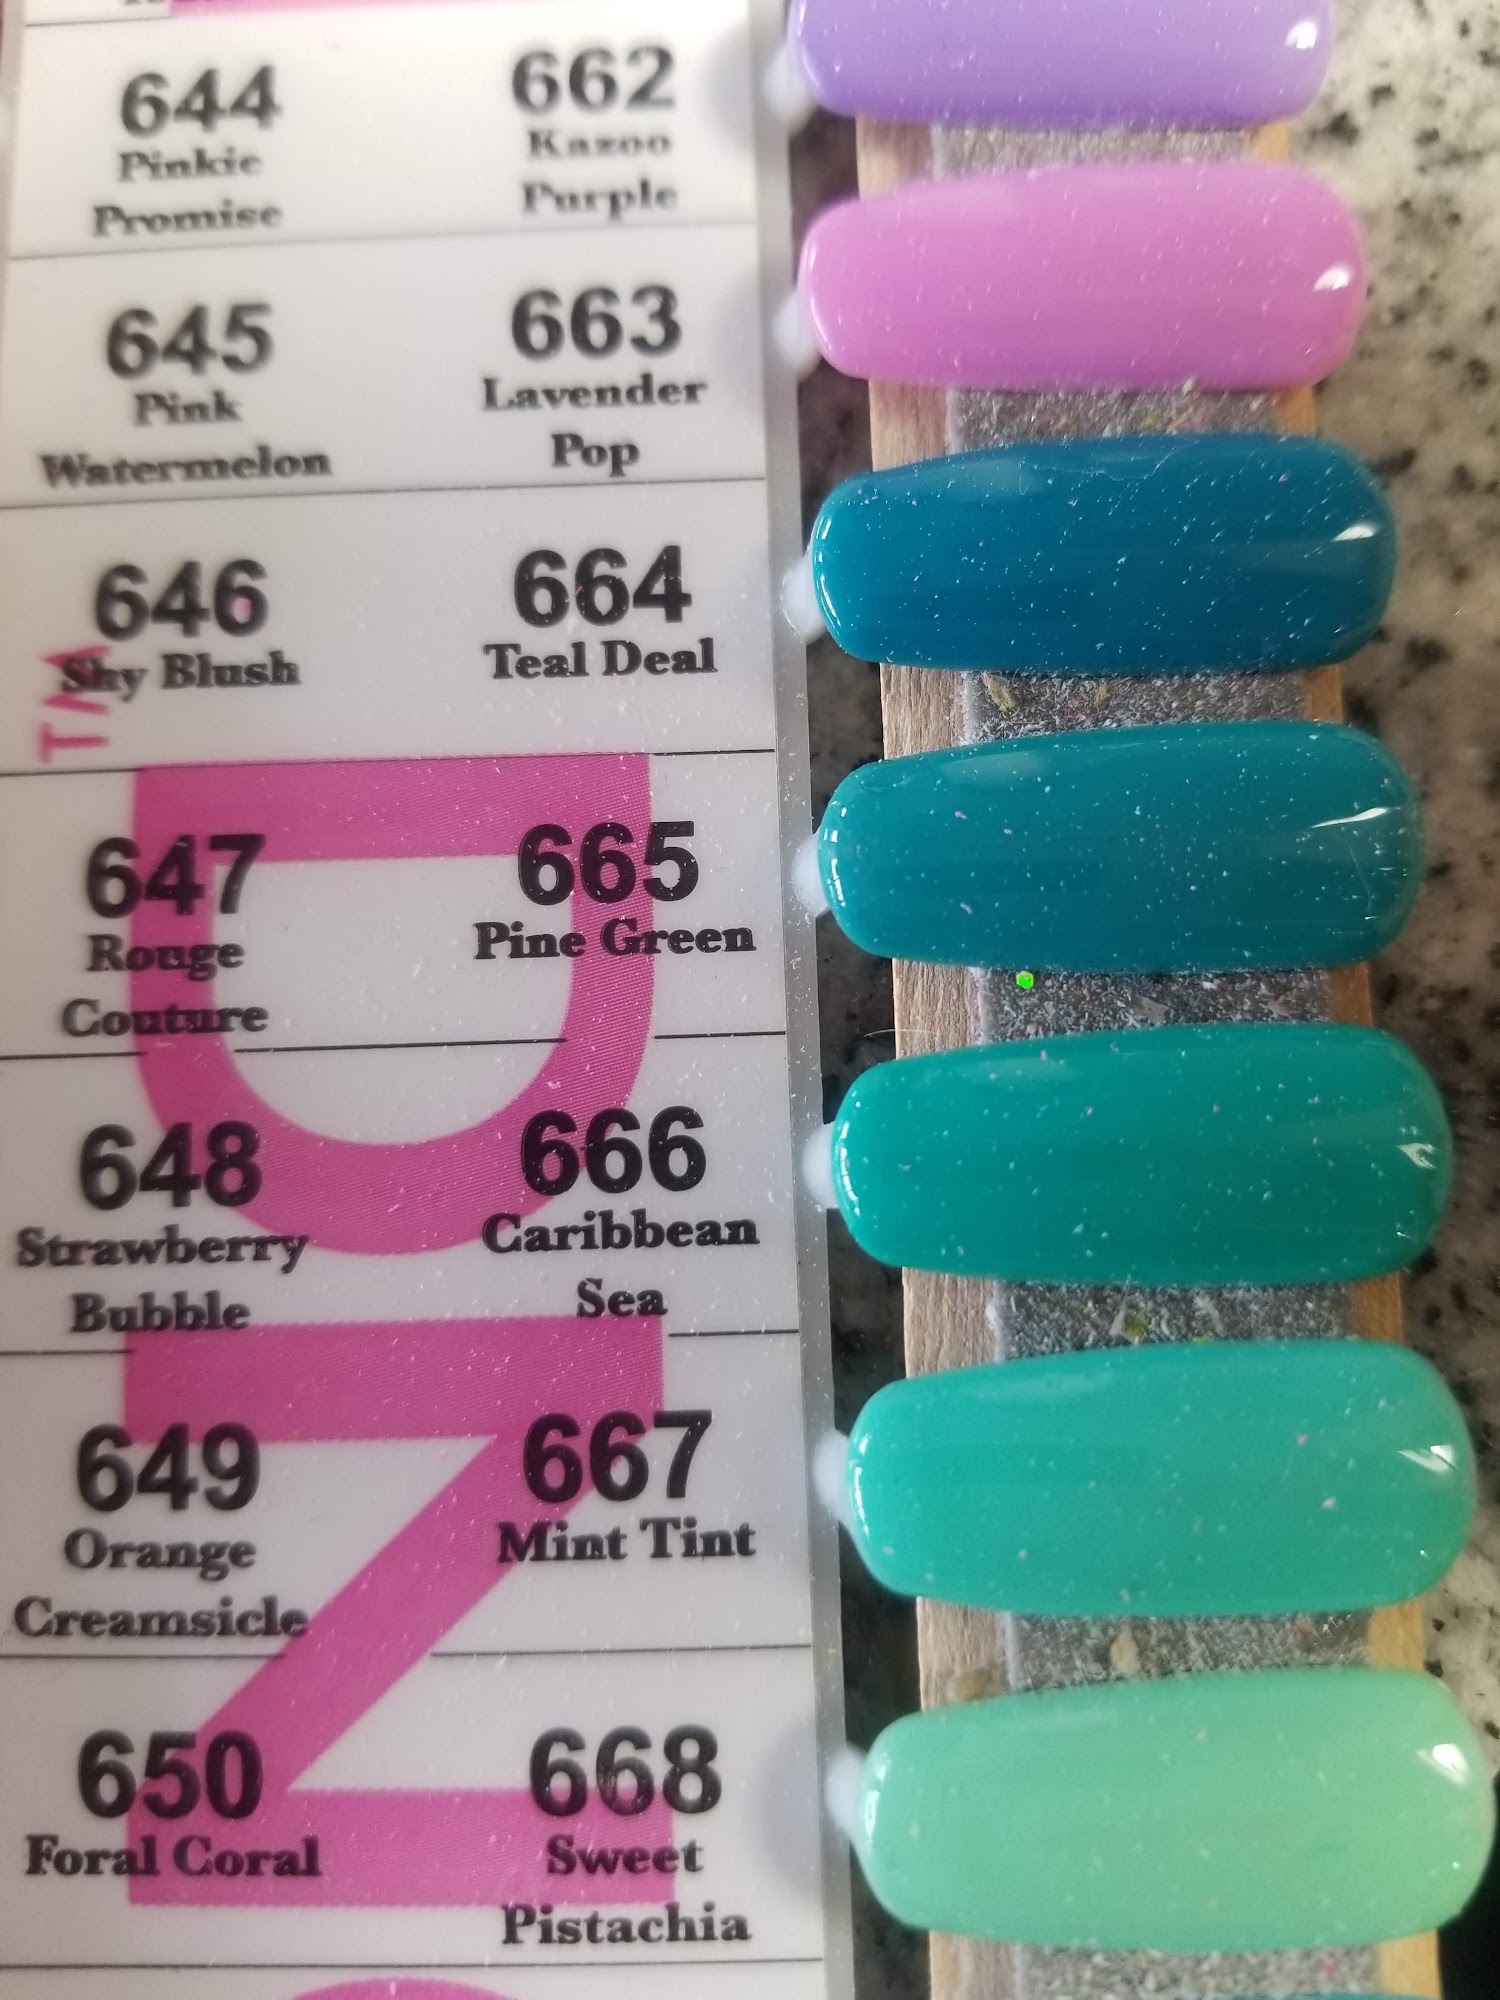 644
Pinkie
Promise
662
Kazoo
Purple
645
Pink
Watermelon
663
Lavender
Pop
646
Shy Blush
664
Teal Deal
TM
647
Rouge
Couture
665
Pine Green
648
Strawberry
Bubble
666
Caribbean
Sea
649
Orange
Creamsicle
667
Mint Tint
650
Foral Coral
668
Sweet
Pistachia